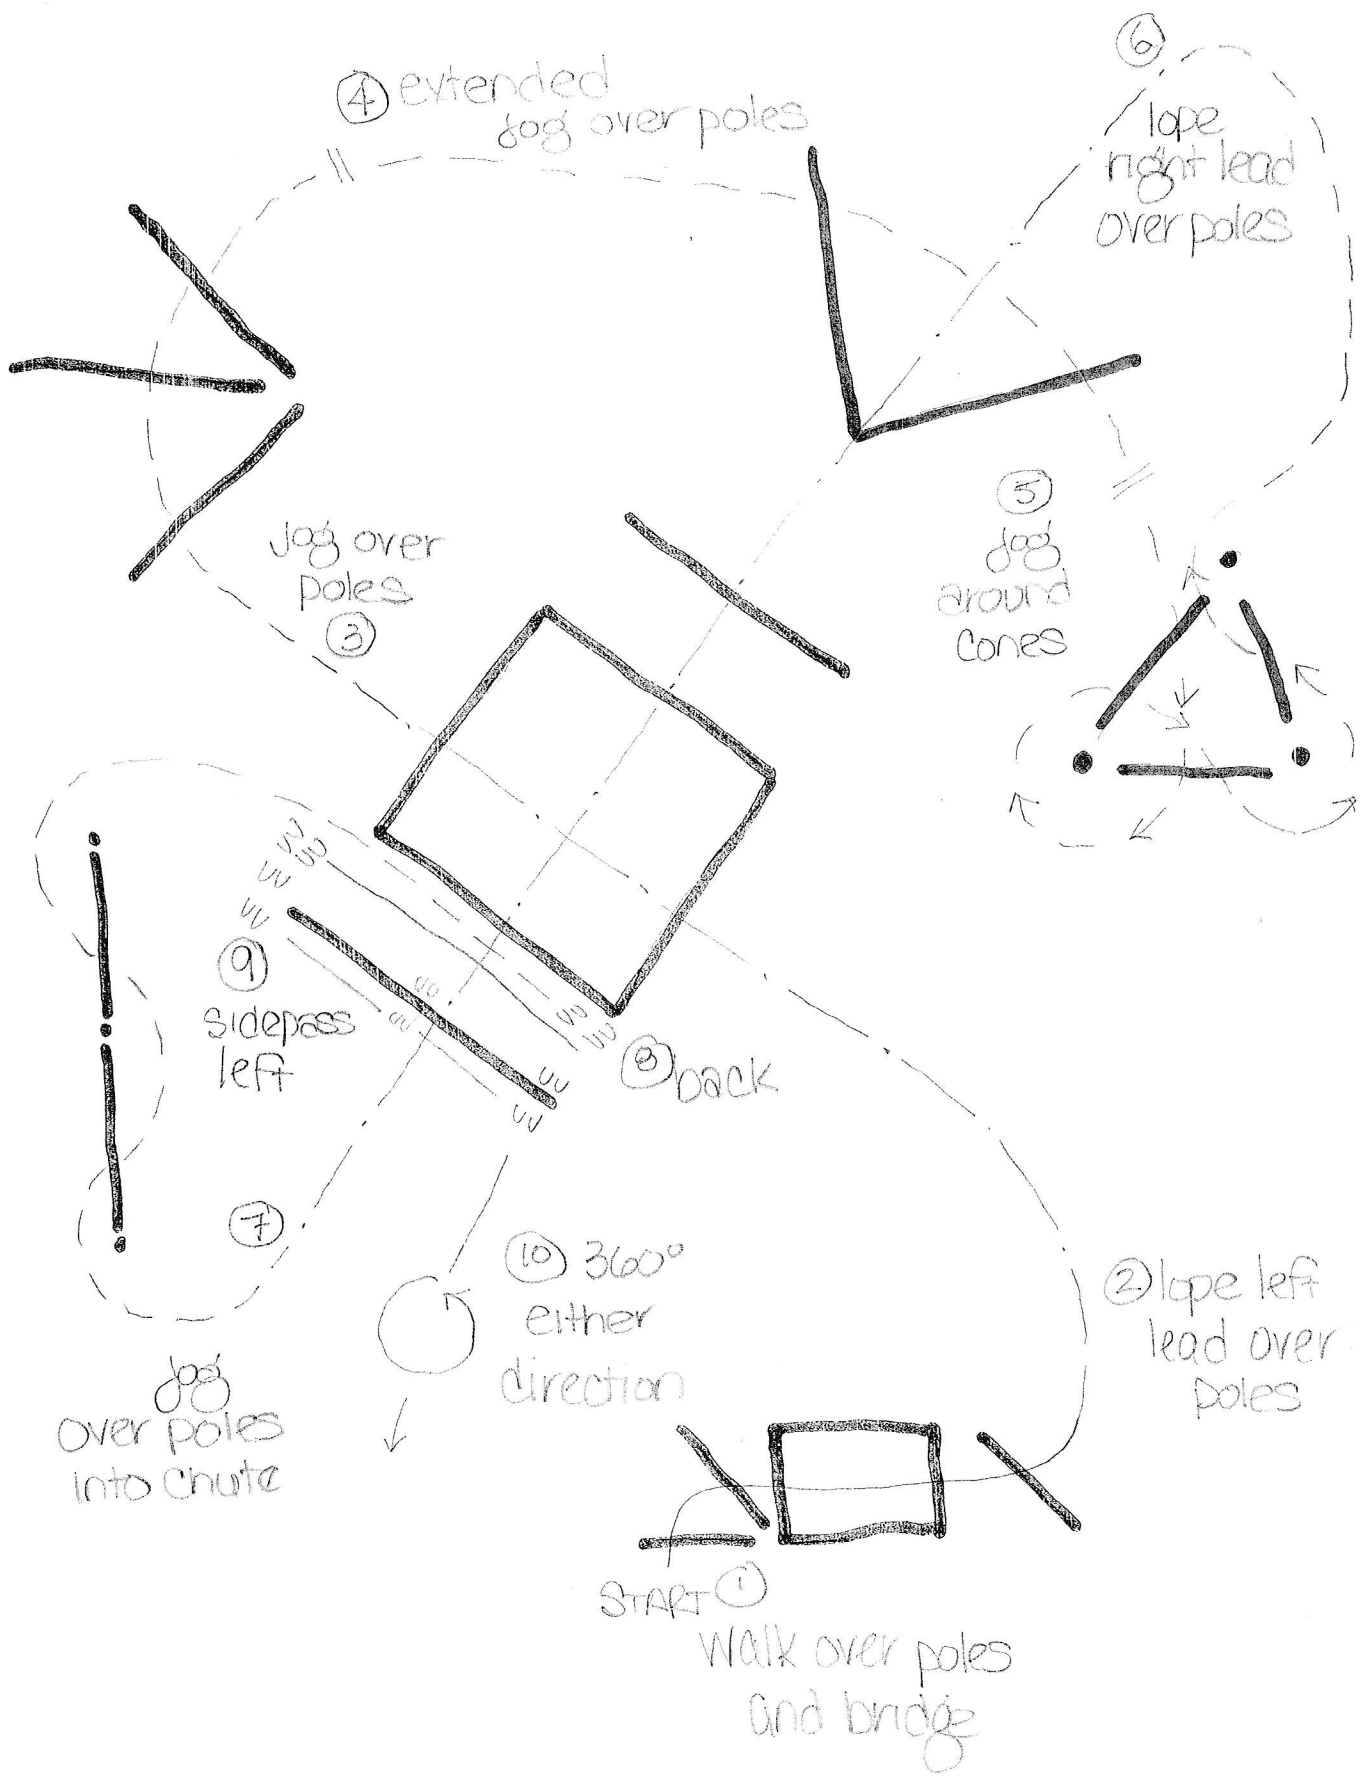 ④ extended
jog over poles
⑥
lope
right lead
over poles
jog over
poles
③
⑤
jog
around
cones
⑨
sidepass
left
⑧ back
⑦
jog
over poles
into chute
⑩ 360°
either
direction
② lope left
lead over
poles
START ①
Walk over poles
and bridge